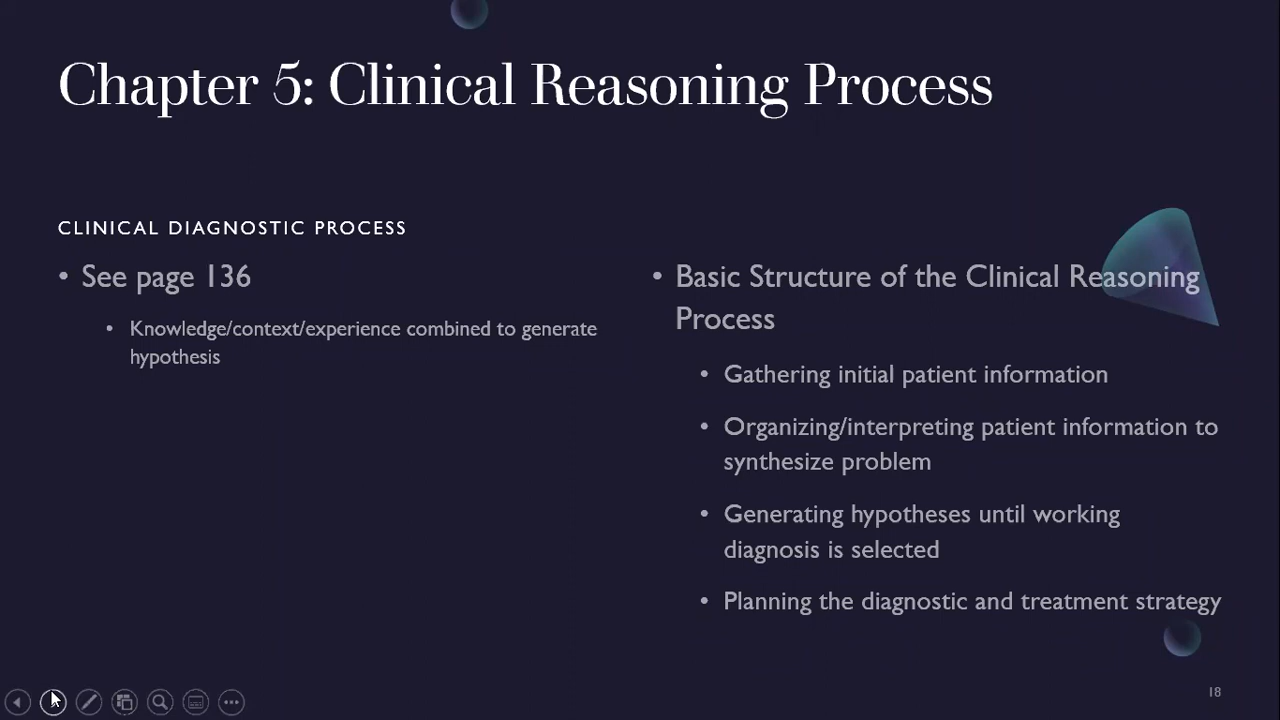 Chapter 5: Clinical Reasoning Process
CLINICAL DIAGNOSTIC PROCESS
• See page 136
• Knowledge/context/experience combined to generate
hypothesis
• Basic Structure of the Clinical Reasoning
Process
• Gathering initial patient information
• Organizing/interpreting patient information to
synthesize problem
• Generating hypotheses until working
diagnosis is selected
• Planning the diagnostic and treatment strategy
18